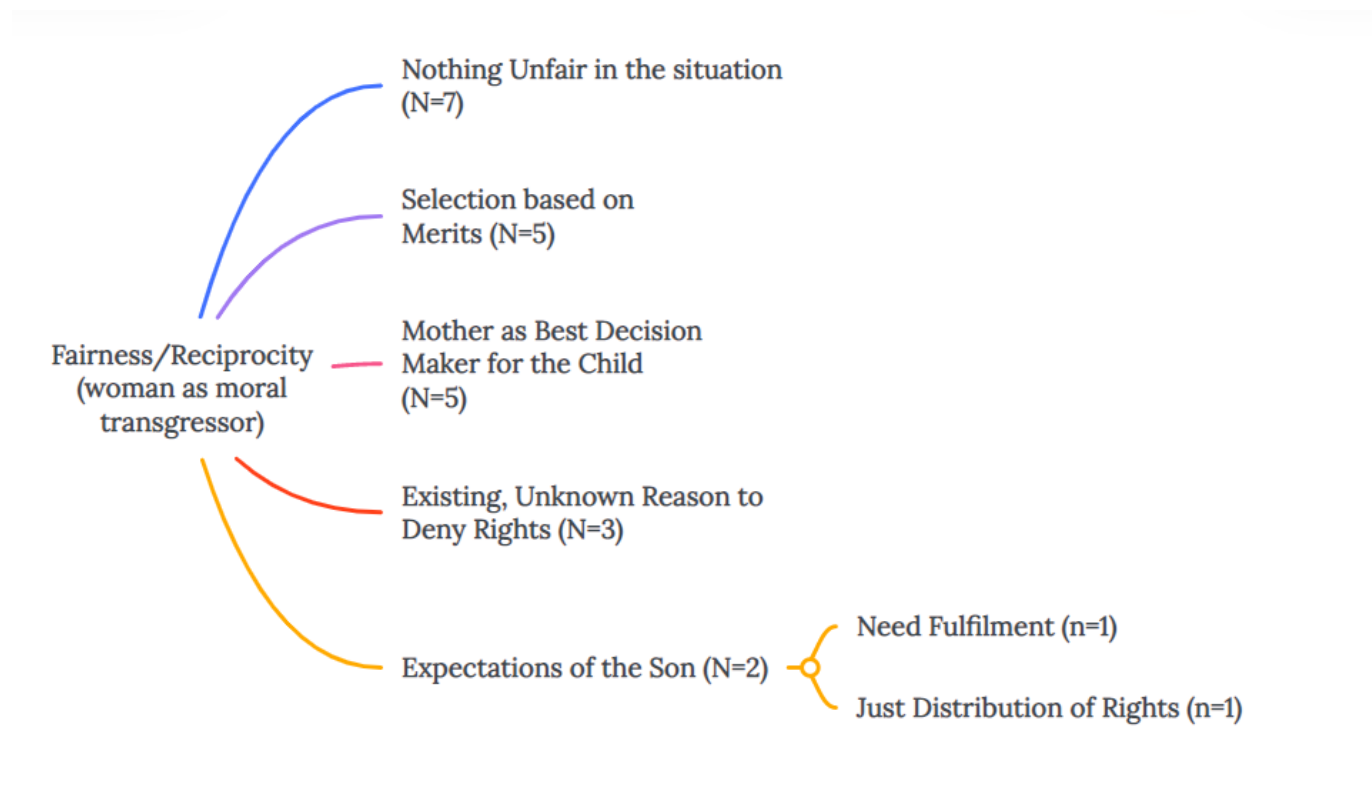 Nothing Unfair in the situation
(N=7)
Selection based on
Merits (N=5)
Fairness/Reciprocity
(woman as moral
transgressor)
Mother as Best Decision
Maker for the Child
(N=5)
Existing, Unknown Reason to
Deny Rights (N=3)
Expectations of the Son (N=2)
Need Fulfilment (n=1)
Just Distribution of Rights (n=1)